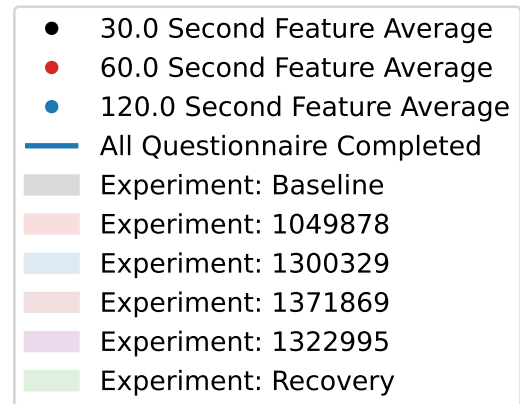 30.0 Second Feature Average
60.0 Second Feature Average
120.0 Second Feature Average
All Questionnaire Completed
Experiment: Baseline
Experiment: 1049878
Experiment: 1300329
Experiment: 1371869
Experiment: 1322995
Experiment: Recovery